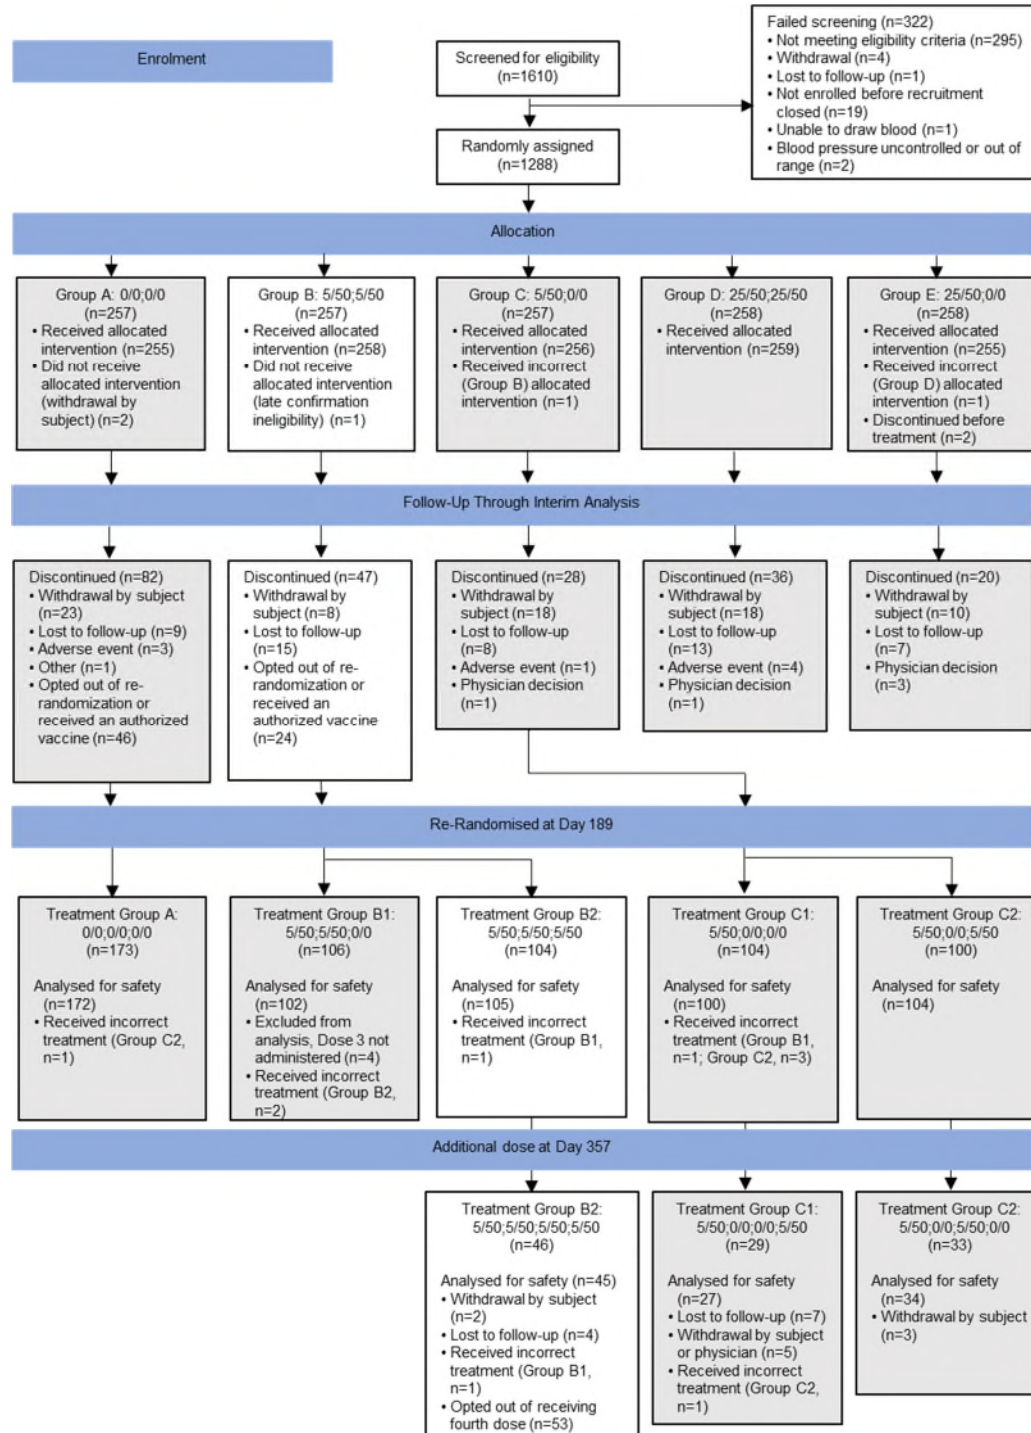 Enrolment
Screened for eligibility
(n=1610)
Failed screening (n=322)
• Not meeting eligibility criteria (n=295)
• Withdrawal (n=4)
• Lost to follow-up (n=1)
• Not enrolled before recruitment
closed (n=19)
• Unable to draw blood (n=1)
• Blood pressure uncontrolled or out of
range (n=2)
Randomly assigned
(n=1288)
Allocation
Group A: 0/0;0/0
(n=257)
• Received allocated
intervention (n=255)
• Did not receive
allocated intervention
(withdrawal by
subject) (n=2)
Group B: 5/50;5/50
(n=257)
• Received allocated
intervention (n=258)
• Did not receive
allocated intervention
(late confirmation
ineligibility) (n=1)
Group C: 5/50;0/0
(n=257)
• Received allocated
intervention (n=256)
• Received incorrect
(Group B) allocated
intervention (n=1)
Group D: 25/50;25/50
(n=258)
• Received allocated
intervention (n=259)
Group E: 25/50;0/0
(n=258)
• Received allocated
intervention (n=255)
• Received incorrect
(Group D) allocated
intervention (n=1)
• Discontinued before
treatment (n=2)
Follow-Up Through Interim Analysis
Discontinued (n=82)
• Withdrawal by subject
(n=23)
• Lost to follow-up (n=9)
• Adverse event (n=3)
• Other (n=1)
• Opted out of re-
randomization or
received an authorized
vaccine (n=46)
Discontinued (n=47)
• Withdrawal by
subject (n=8)
• Lost to follow-up
(n=15)
• Opted out of re-
randomization or
received an
authorized vaccine
(n=24)
Discontinued (n=28)
• Withdrawal by
subject (n=18)
• Lost to follow-up
(n=8)
• Adverse event (n=1)
• Physician decision
(n=1)
Discontinued (n=36)
• Withdrawal by
subject (n=18)
• Lost to follow-up
(n=13)
• Adverse event (n=4)
• Physician decision
(n=1)
Discontinued (n=20)
• Withdrawal by
subject (n=10)
• Lost to follow-up
(n=7)
• Physician decision
(n=3)
Re-Randomised at Day 189
Treatment Group A:
0/0;0/0;0/0
(n=173)
Analysed for safety
(n=172)
• Received incorrect
treatment (Group C2,
n=1)
Treatment Group B1:
5/50;5/50;0/0
(n=106)
Analysed for safety
(n=102)
• Excluded from
analysis, Dose 3 not
administered (n=4)
• Received incorrect
treatment (Group B2,
n=2)
Treatment Group B2:
5/50;5/50;5/50
(n=104)
Analysed for safety
(n=105)
• Received incorrect
treatment (Group B1,
n=1)
Treatment Group C1:
5/50;0/0;0/0
(n=104)
Analysed for safety
(n=100)
• Received incorrect
treatment (Group B1,
n=1; Group C2, n=3)
Treatment Group C2:
5/50;0/0;5/50
(n=100)
Analysed for safety
(n=104)
Additional dose at Day 357
Treatment Group B2:
5/50;5/50;5/50;5/50
(n=46)
Analysed for safety (n=45)
• Withdrawal by subject
(n=2)
• Lost to follow-up (n=4)
• Received incorrect
treatment (Group B1,
n=1)
• Opted out of receiving
fourth dose (n=53)
Treatment Group C1:
5/50;0/0;0/0;5/50
(n=29)
Analysed for safety
(n=27)
• Lost to follow-up (n=7)
• Withdrawal by subject
or physician (n=5)
• Received incorrect
treatment (Group C2,
n=1)
Treatment Group C2:
5/50;0/0;5/50;0/0
(n=33)
Analysed for safety
(n=34)
• Withdrawal by subject
(n=3)